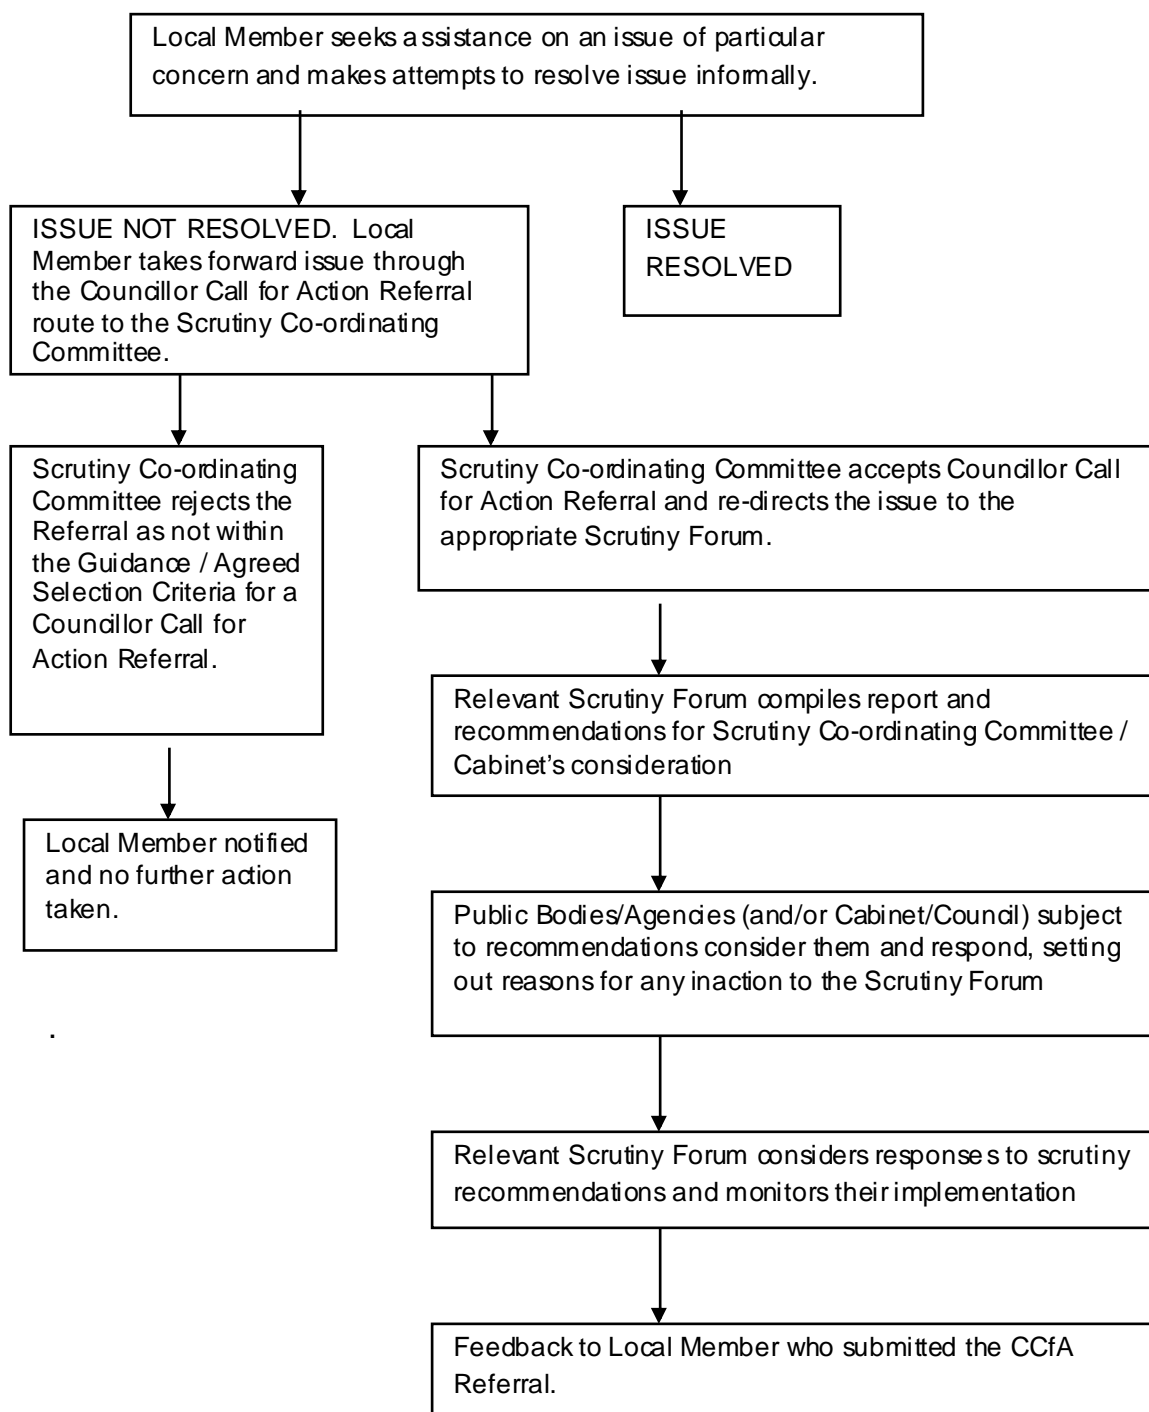 Local Member seeks assistance on an issue of particular
concern and makes attempts to resolve issue informally.
ISSUE NOT RESOLVED. Local
Member takes forward issue through
the Councillor Call for Action Referral
route to the Scrutiny Co-ordinating
Committee.
ISSUE
RESOLVED
Scrutiny Co-ordinating
Committee rejects the
Referral as not within
the Guidance / Agreed
Selection Criteria for a
Councillor Call for
Action Referral.
Scrutiny Co-ordinating Committee accepts Councillor Call
for Action Referral and re-directs the issue to the
appropriate Scrutiny Forum.
Relevant Scrutiny Forum compiles report and
recommendations for Scrutiny Co-ordinating Committee /
Cabinet's consideration
Local Member notified
and no further action
taken.
Public Bodies/Agencies (and/or Cabinet/Council) subject
to recommendations consider them and respond, setting
out reasons for any inaction to the Scrutiny Forum
.
Relevant Scrutiny Forum considers responses to scrutiny
recommendations and monitors their implementation
Feedback to Local Member who submitted the CCfA
Referral.